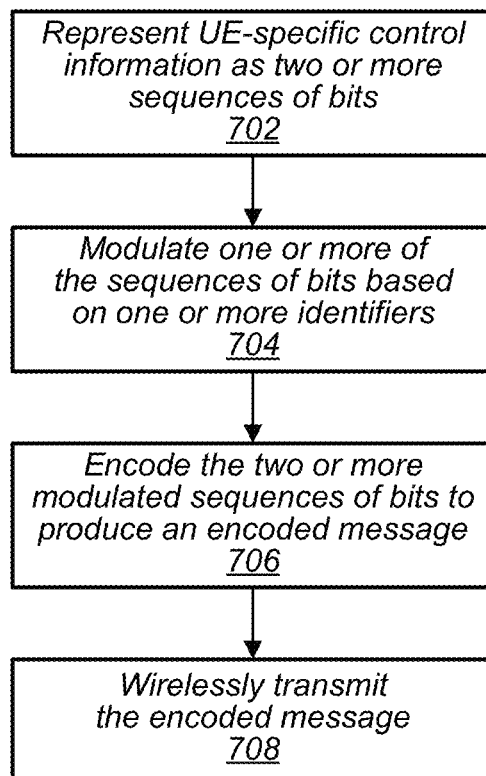 Represent UE-specific control
information as two or more
sequences of bits
702
Modulate one or more of
the sequences of bits based
on one or more identifiers
704
Encode the two or more
modulated sequences of bits to
produce an encoded message
706
Wirelessly transmit
the encoded message
708